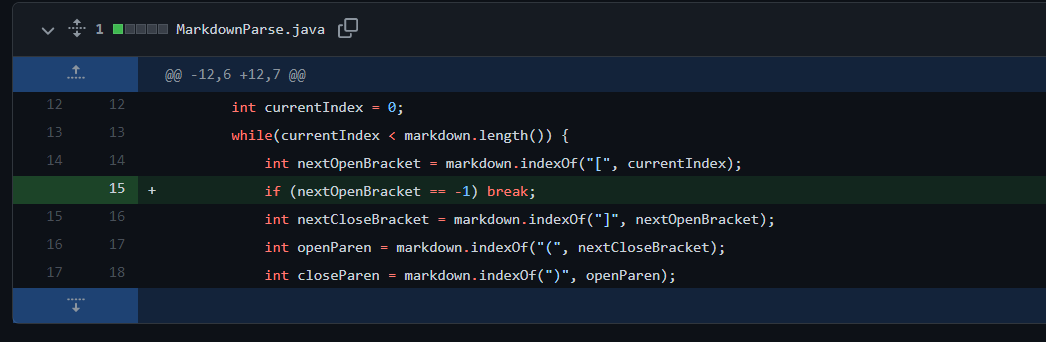 1 MarkdownParse.java
@@ -12,6 +12,7 @@
12 12 int currentIndex = 0;
13 13 while(currentIndex < markdown.length()) {
14 14 int nextOpenBracket = markdown.indexOf("[", currentIndex);
15 + if (nextOpenBracket == -1) break;
15 16 int nextCloseBracket = markdown.indexOf("]", nextOpenBracket);
16 17 int openParen = markdown.indexOf("(", nextCloseBracket);
17 18 int closeParen = markdown.indexOf(")", openParen);